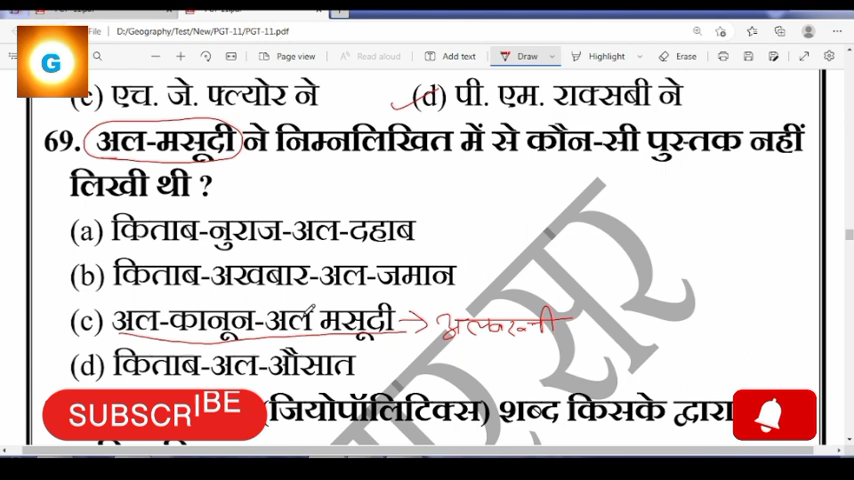 File D:/Geography/Test/New/PGT-11/PGT-11.pdf
Page view Read aloud Add text Draw Highlight Erase
G
(c) एच. जे. फ्ल्योर ने (d) पी. एम. राक्सबी ने
69. अल-मसूदी ने निम्नलिखित में से कौन-सी पुस्तक नहीं
लिखी थी ?
(a) किताब-नुराज-अल-दहाब
(b) किताब-अखबार-अल-जमान
(c) अल-कानून-अल मसूदी
(d) किताब-अल-औसात
SUBSCRIBE (जियोपॉलिटिक्स) शब्द किसके द्वारा
सर